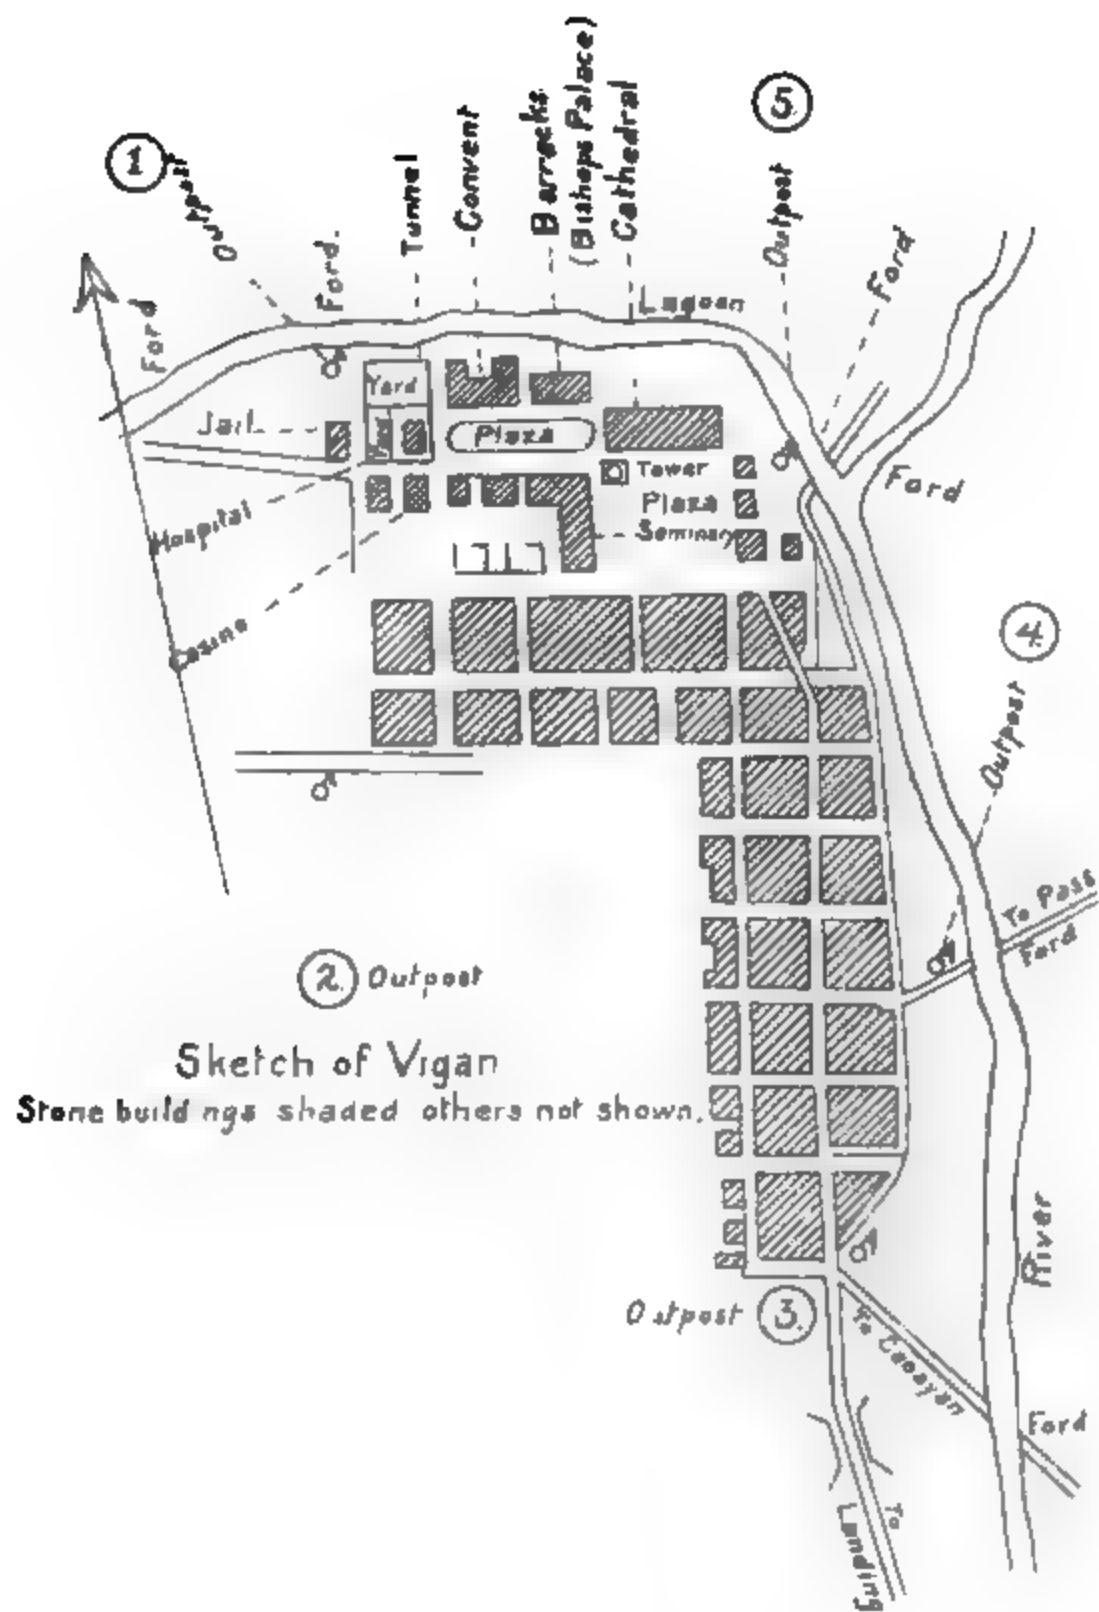 1
Outpost
Ford
Ford.
Tunnel
Convent
Barracks
(Bishops Palace)
Cathedral
5.
Outpost
Ford
Lagoon
Yard
Jail
Plaza
Tower
Plaza
Seminary
Ford
Hospital
Casino
4.
Outpost
To Pass
Ford
2. Outpost
Sketch of Vigan
Stone build ngs shaded others not shown.
River
Outpost 3.
To Caoayan
Ford
To
Landing